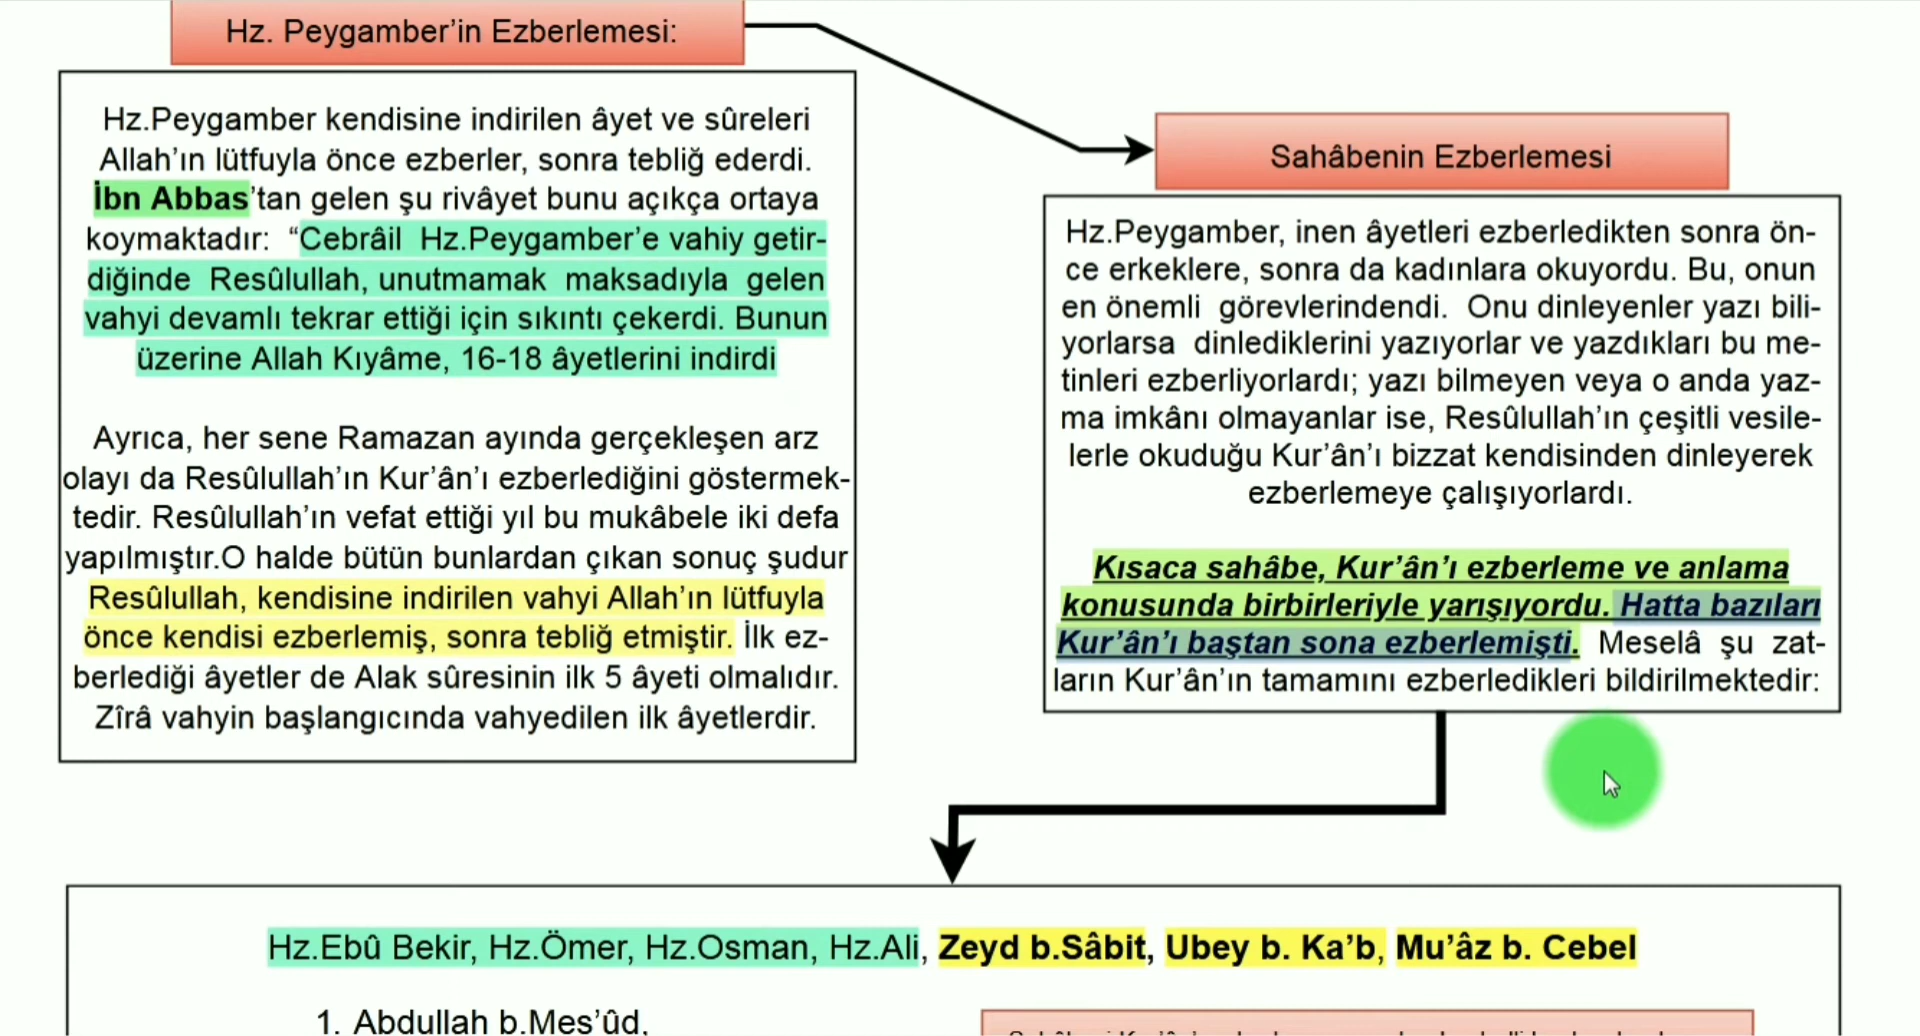 Hz. Peygamber’in Ezberlemesi:
Hz.Peygamber kendisine indirilen âyet ve sûreleri
Allah’ın lütfuyla önce ezberler, sonra tebliğ ederdi.
İbn Abbas’tan gelen şu rivâyet bunu açıkça ortaya
koymaktadır: “Cebrâil Hz.Peygamber’e vahiy getir-
diğinde Resûlullah, unutmamak maksadıyla gelen
vahyi devamlı tekrar ettiği için sıkıntı çekerdi. Bunun
üzerine Allah Kıyâme, 16-18 âyetlerini indirdi
Ayrıca, her sene Ramazan ayında gerçekleşen arz
olayı da Resûlullah’ın Kur’ân’ı ezberlediğini göstermek-
tedir. Resûlullah’ın vefat ettiği yıl bu mukâbele iki defa
yapılmıştır.O halde bütün bunlardan çıkan sonuç şudur
Resûlullah, kendisine indirilen vahyi Allah’ın lütfuyla
önce kendisi ezberlemiş, sonra tebliğ etmiştir. İlk ez-
berlediği âyetler de Alak sûresinin ilk 5 âyeti olmalıdır.
Zîrâ vahyin başlangıcında vahyedilen ilk âyetlerdir.
Sahâbenin Ezberlemesi
Hz.Peygamber, inen âyetleri ezberledikten sonra ön-
ce erkeklere, sonra da kadınlara okuyordu. Bu, onun
en önemli görevlerindendi. Onu dinleyenler yazı bili-
yorlarsa dinlediklerini yazıyorlar ve yazdıkları bu me-
tinleri ezberliyorlardı; yazı bilmeyen veya o anda yaz-
ma imkânı olmayanlar ise, Resûlullah’ın çeşitli vesile-
lerle okuduğu Kur’ân’ı bizzat kendisinden dinleyerek
ezberlemeye çalışıyorlardı.
Kısaca sahâbe, Kur’ân’ı ezberleme ve anlama
konusunda birbirleriyle yarışıyordu. Hatta bazıları
Kur’ân’ı baştan sona ezberlemişti. Meselâ şu zat-
ların Kur’ân’ın tamamını ezberledikleri bildirilmektedir:
Hz.Ebû Bekir, Hz.Ömer, Hz.Osman, Hz.Ali, Zeyd b.Sâbit, Ubey b. Ka’b, Mu’âz b. Cebel
1. Abdullah b.Mes’ûd,